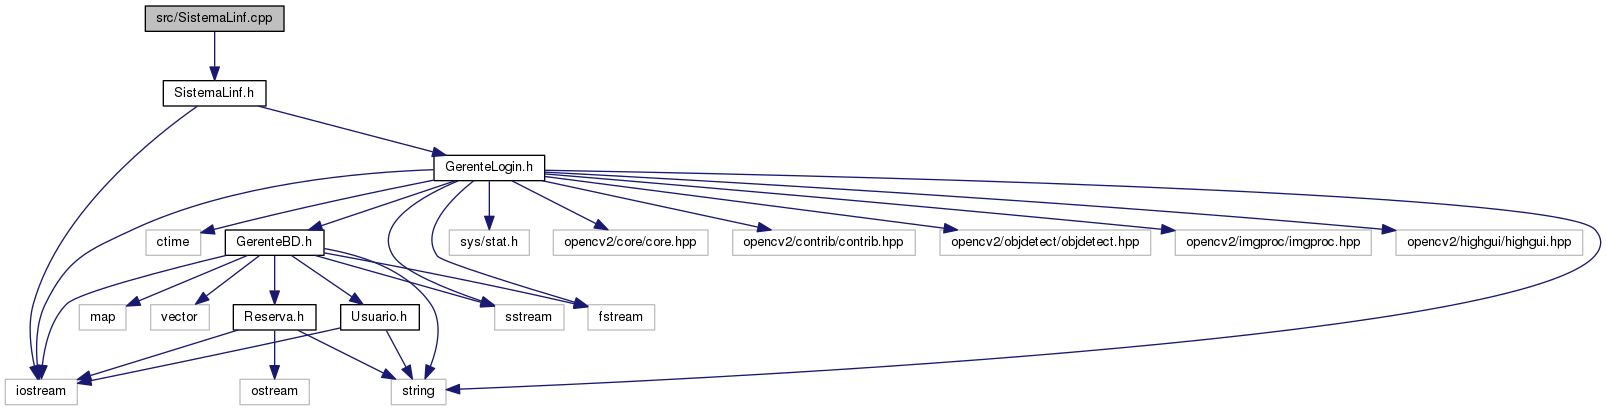 src/SistemaLinf.cpp
SistemaLinf.h
GerenteLogin.h
ctime
GerenteBD.h
sys/stat.h
opencv2/core/core.hpp
opencv2/contrib/contrib.hpp
opencv2/objdetect/objdetect.hpp
opencv2/imgproc/imgproc.hpp
opencv2/highgui/highgui.hpp
map
vector
Reserva.h
Usuario.h
sstream
fstream
iostream
ostream
string